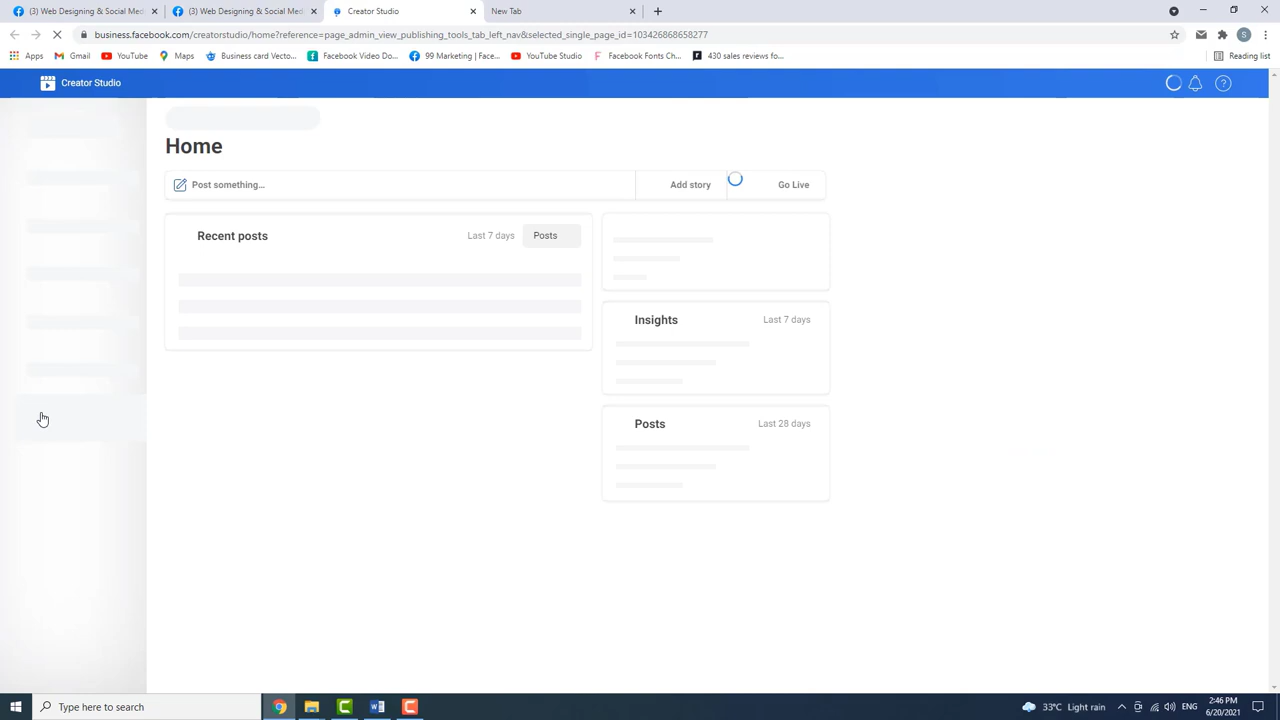 (3) Web Designing & Social Med
(3) Web Designing & Social Med
Creator Studio
New Tab
business.facebook.com/creatorstudio/home?reference=page_admin_view_publishing_tools_tab_left_nav&selected_single_page_id=103426868658277
Apps
Gmail
YouTube
Maps
Business card Vecto...
Facebook Video Do...
99 Marketing | Face...
YouTube Studio
Facebook Fonts Ch...
430 sales reviews fo...
Reading list
Creator Studio
Home
Post something...
Add story
Go Live
Recent posts
Last 7 days
Posts
Insights
Last 7 days
Posts
Last 28 days
Type here to search
33°C Light rain
ENG
2:46 PM
6/20/2021